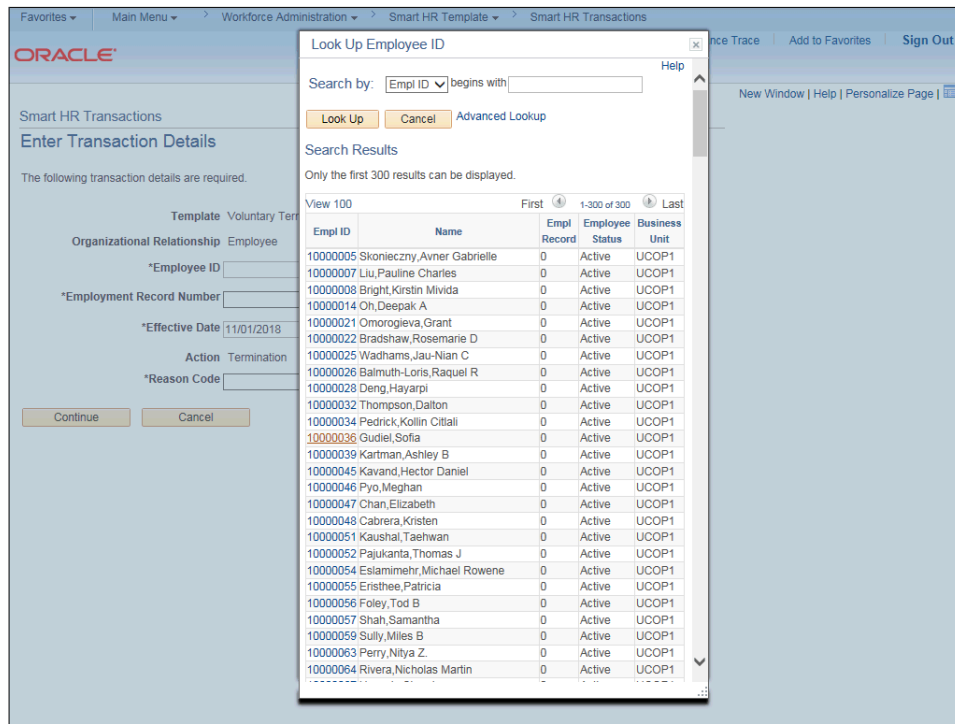 Favorites Main Menu > Workforce Administration > Smart HR Template > Smart HR Transactions
ORACLE
nce Trace Add to Favorites Sign Out
New Window | Help | Personalize Page |
Smart HR Transactions
Enter Transaction Details
The following transaction details are required.
Template Voluntary Terr
Organizational Relationship Employee
*Employee ID
*Employment Record Number
*Effective Date 11/01/2018
Action Termination
*Reason Code
Continue Cancel
Look Up Employee ID
Help
Search by: Empl ID begins with
Look Up Cancel Advanced Lookup
Search Results
Only the first 300 results can be displayed.
View 100 First 1-300 of 300 Last
Empl ID Name Empl Record Employee Status Business Unit
10000005 Skonieczny,Avner Gabrielle 0 Active UCOP1
10000007 Liu,Pauline Charles 0 Active UCOP1
10000008 Bright,Kirstin Mivida 0 Active UCOP1
10000014 Oh,Deepak A 0 Active UCOP1
10000021 Omorogieva,Grant 0 Active UCOP1
10000022 Bradshaw,Rosemarie D 0 Active UCOP1
10000025 Wadhams,Jau-Nian C 0 Active UCOP1
10000026 Balmuth-Loris,Raquel R 0 Active UCOP1
10000028 Deng,Hayarpi 0 Active UCOP1
10000032 Thompson,Dalton 0 Active UCOP1
10000034 Pedrick,Kollin Citlali 0 Active UCOP1
10000036 Gudiel,Sofia 0 Active UCOP1
10000039 Kartman,Ashley B 0 Active UCOP1
10000045 Kavand,Hector Daniel 0 Active UCOP1
10000046 Pyo,Meghan 0 Active UCOP1
10000047 Chan,Elizabeth 0 Active UCOP1
10000048 Cabrera,Kristen 0 Active UCOP1
10000051 Kaushal,Taehwan 0 Active UCOP1
10000052 Pajukanta,Thomas J 0 Active UCOP1
10000054 Eslamimehr,Michael Rowene 0 Active UCOP1
10000055 Eristhee,Patricia 0 Active UCOP1
10000056 Foley,Tod B 0 Active UCOP1
10000057 Shah,Samantha 0 Active UCOP1
10000059 Sully,Miles B 0 Active UCOP1
10000063 Perry,Nitya Z. 0 Active UCOP1
10000064 Rivera,Nicholas Martin 0 Active UCOP1